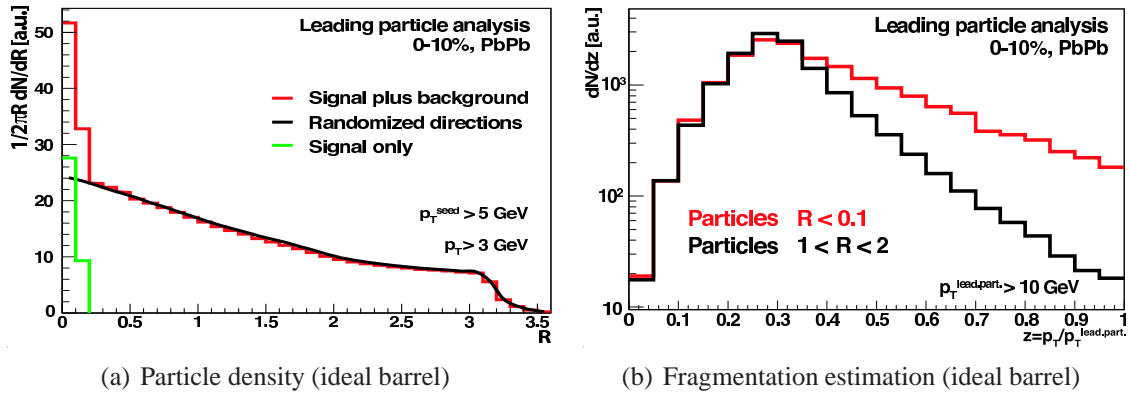 1/2πR dN/dR [a.u.]
50
40
30
20
10
0
Leading particle analysis
0-10%, PbPb
Signal plus background
Randomized directions
Signal only
p_T^seed > 5 GeV
p_T > 3 GeV
0 0.5 1 1.5 2 2.5 3 3.5
R
(a) Particle density (ideal barrel)
dN/dz [a.u.]
10^3
10^2
10
Leading particle analysis
0-10%, PbPb
Particles R < 0.1
Particles 1 < R < 2
p_T^lead.part. > 10 GeV
0 0.1 0.2 0.3 0.4 0.5 0.6 0.7 0.8 0.9 1
z=p_T/p_T^lead.part.
(b) Fragmentation estimation (ideal barrel)